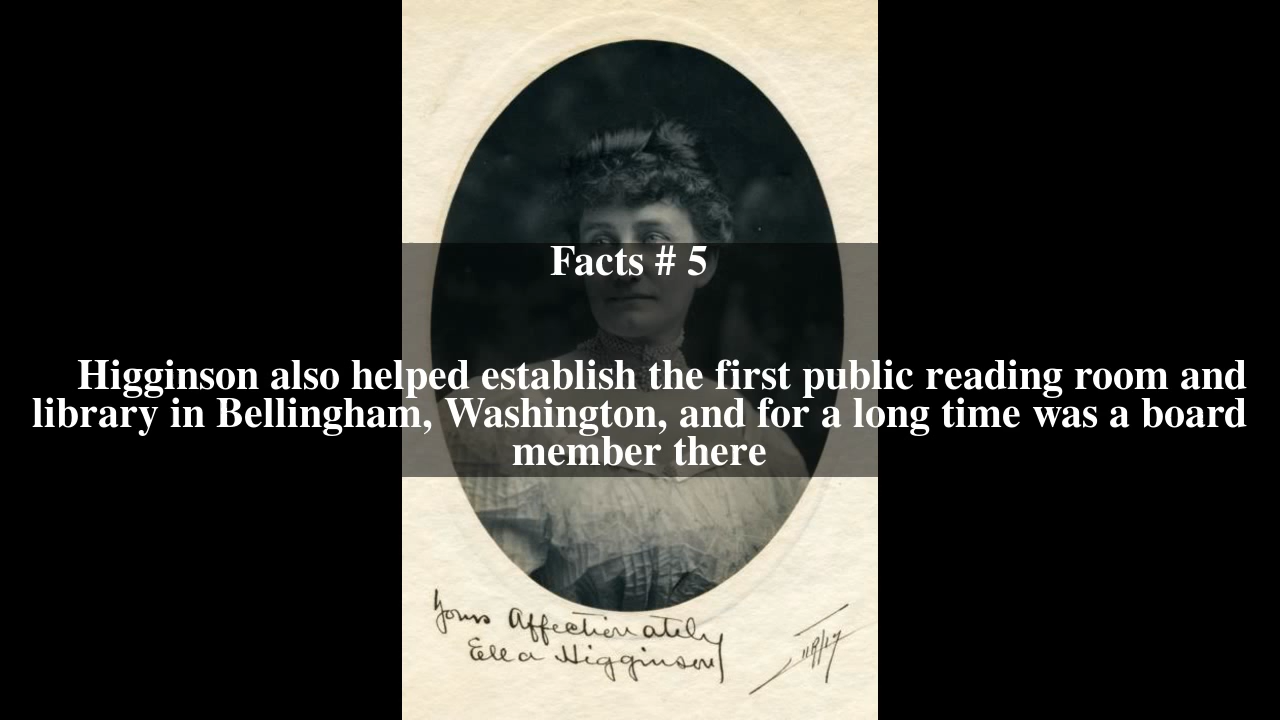 Facts # 5
Higginson also helped establish the first public reading room and
library in Bellingham, Washington, and for a long time was a board
member there
Yours Affectionately
Ella Higginson